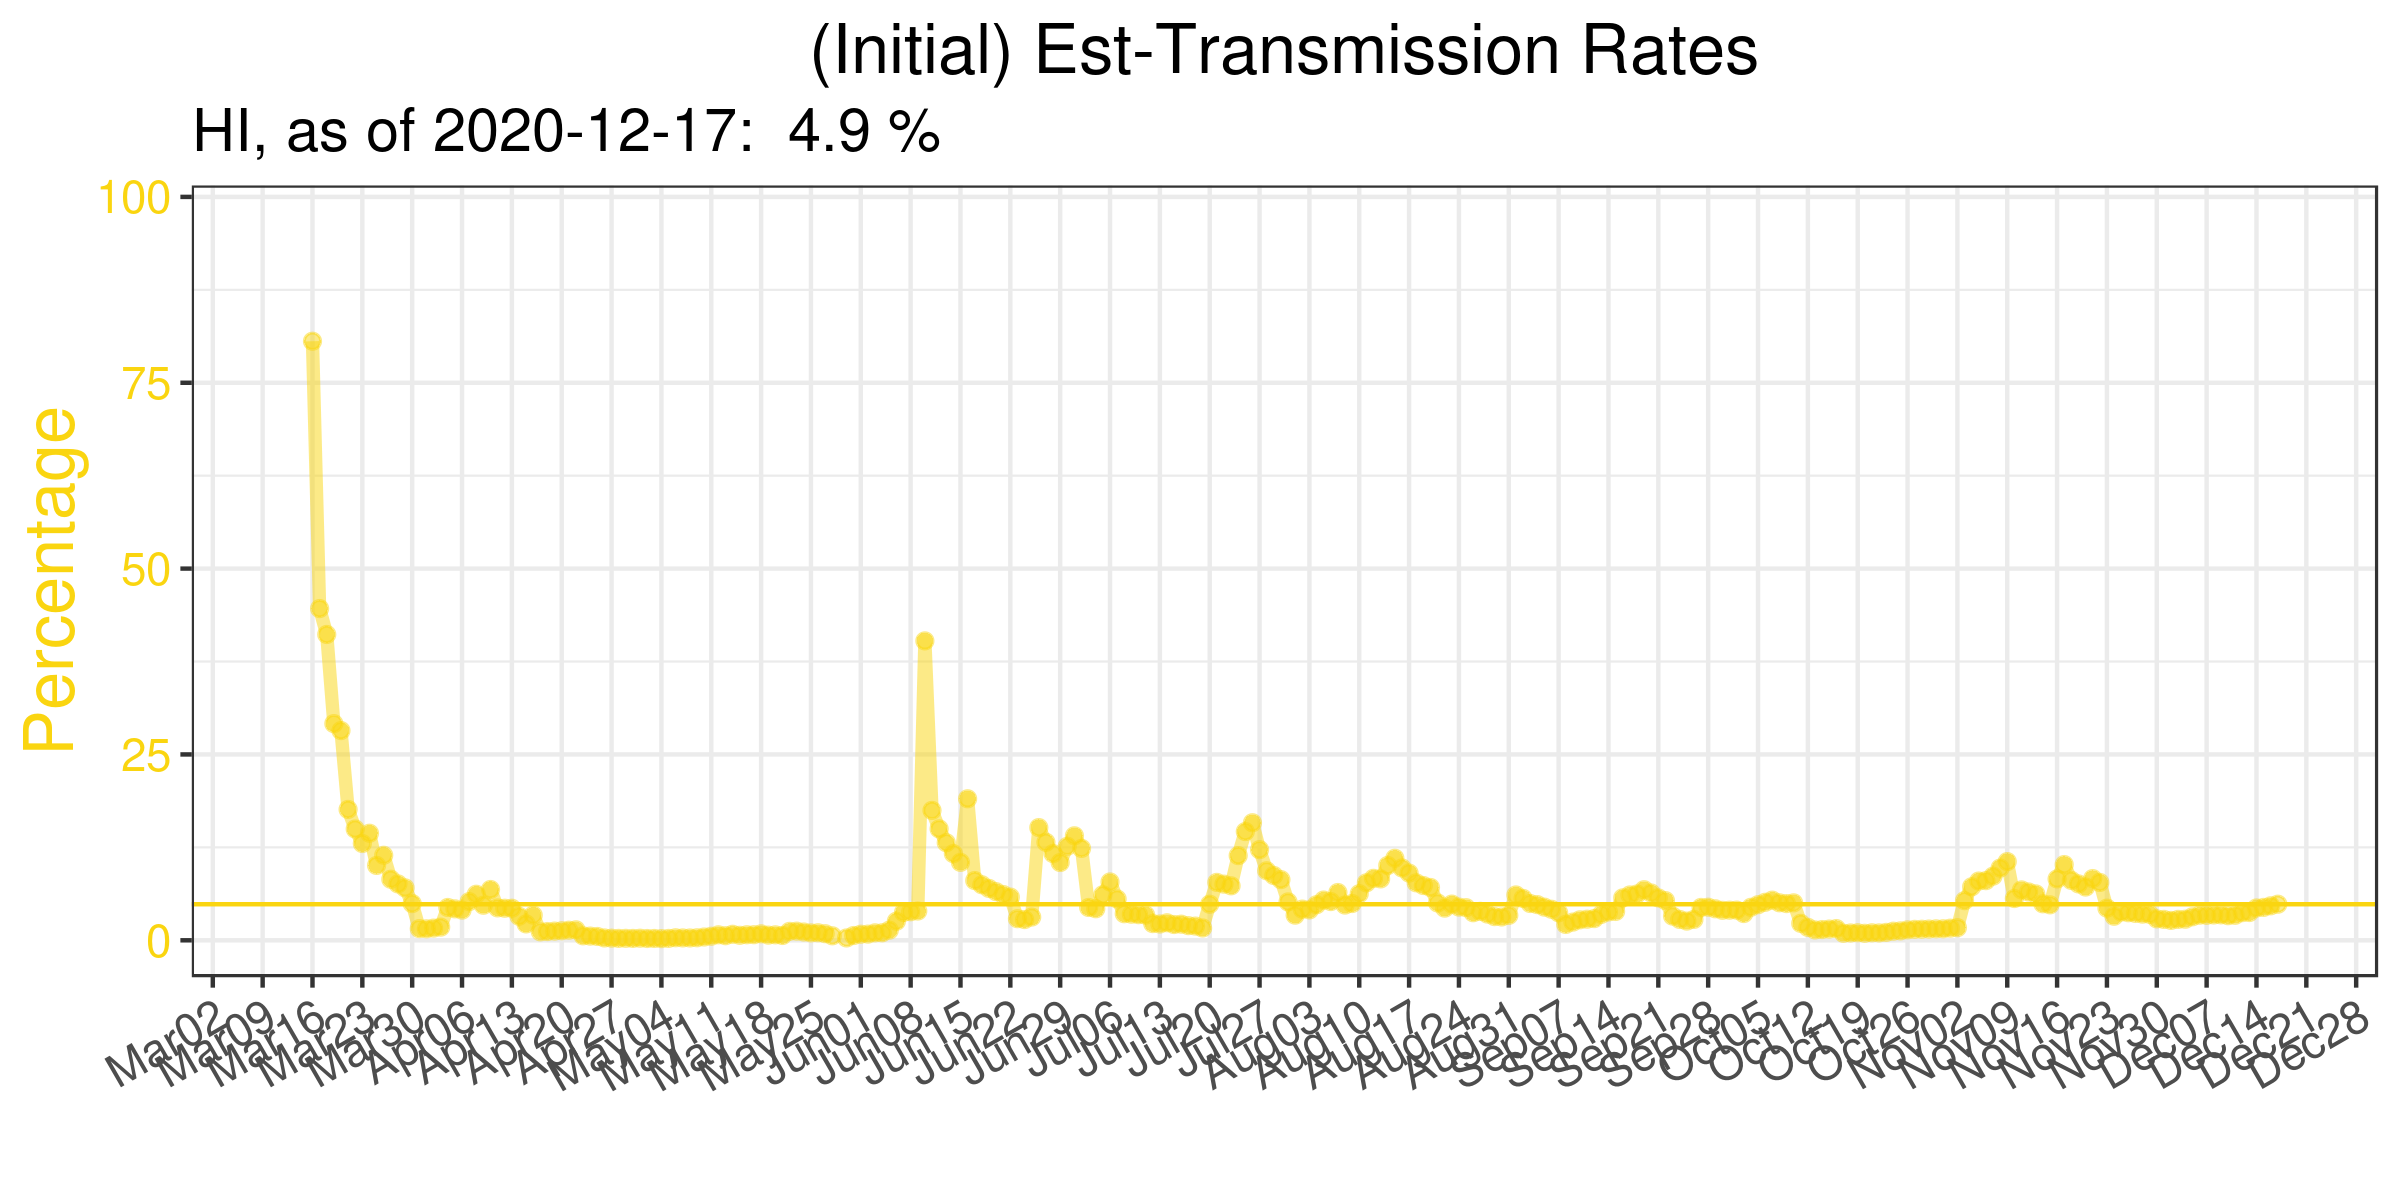 (Initial) Est-Transmission Rates
HI, as of 2020-12-17:  4.9 %
Percentage
100
75
50
25
0
Mar02
Mar09
Mar16
Mar23
Mar30
Apr06
Apr13
Apr20
Apr27
May04
May11
May18
May25
Jun01
Jun08
Jun15
Jun22
Jun29
Jul06
Jul13
Jul20
Jul27
Aug03
Aug10
Aug17
Aug24
Aug31
Sep07
Sep14
Sep21
Sep28
Oct05
Oct12
Oct19
Oct26
Nov02
Nov09
Nov16
Nov23
Nov30
Dec07
Dec14
Dec21
Dec28